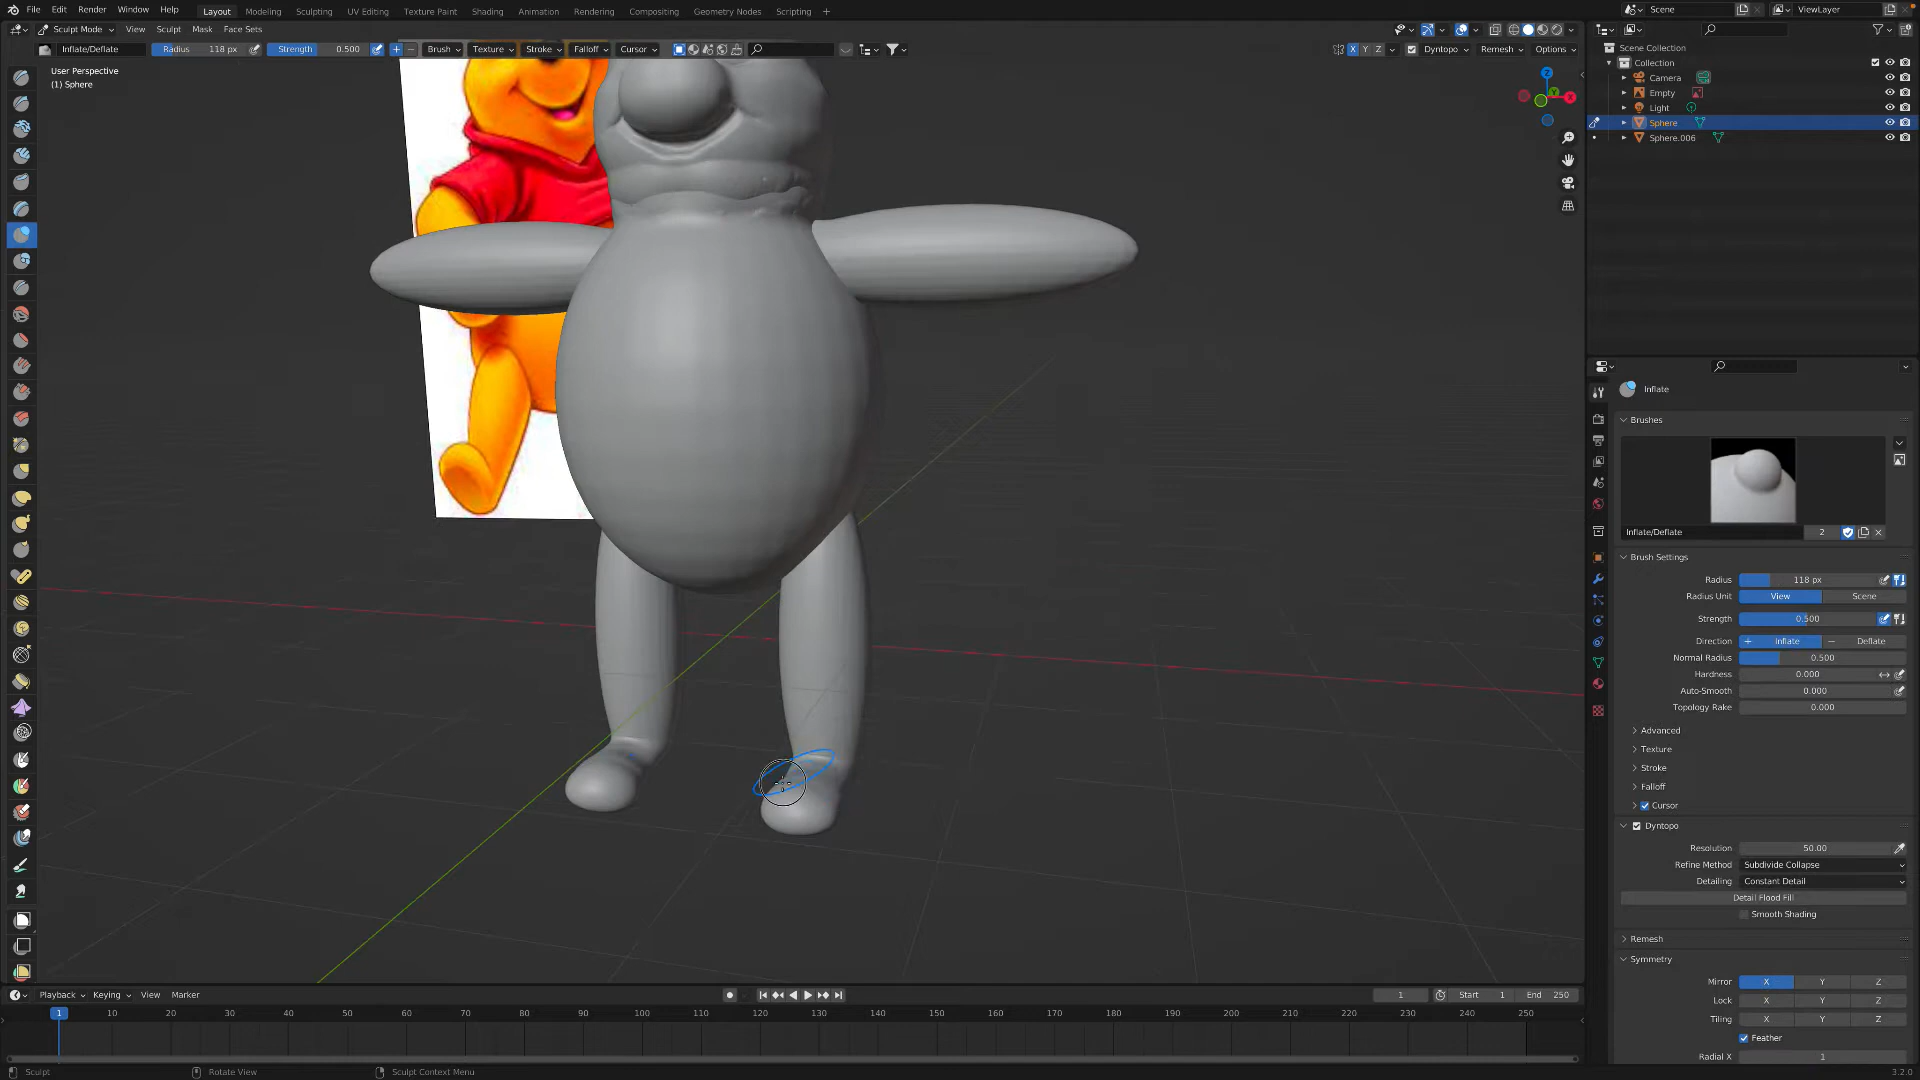 File Edit Render Window Help Layout Modeling Sculpting UV Editing Texture Paint Shading Animation Rendering Compositing Geometry Nodes Scripting + Scene ViewLayer
Sculpt Mode View Sculpt Mask Face Sets
Inflate/Deflate Radius 118 px Strength 0.500 + − Brush Texture Stroke Falloff Cursor X Y Z Dyntopo Remesh Options
User Perspective
(1) Sphere
Z
Y
X
Scene Collection
Collection
Camera
Empty
Light
Sphere
Sphere.006
Inflate
Brushes
Inflate/Deflate 2
Brush Settings
Radius 118 px
Radius Unit View Scene
Strength 0.500
Direction + Inflate − Deflate
Normal Radius 0.500
Hardness 0.000
Auto-Smooth 0.000
Topology Rake 0.000
Advanced
Texture
Stroke
Falloff
Cursor
Dyntopo
Resolution 50.00
Refine Method Subdivide Collapse
Detailing Constant Detail
Detail Flood Fill
Smooth Shading
Remesh
Symmetry
Mirror X Y Z
Lock X Y Z
Tiling X Y Z
Feather
Radial X 1
Playback Keying View Marker 1 Start 1 End 250
1 10 20 30 40 50 60 70 80 90 100 110 120 130 140 150 160 170 180 190 200 210 220 230 240 250
Sculpt Rotate View Sculpt Context Menu 3.2.0